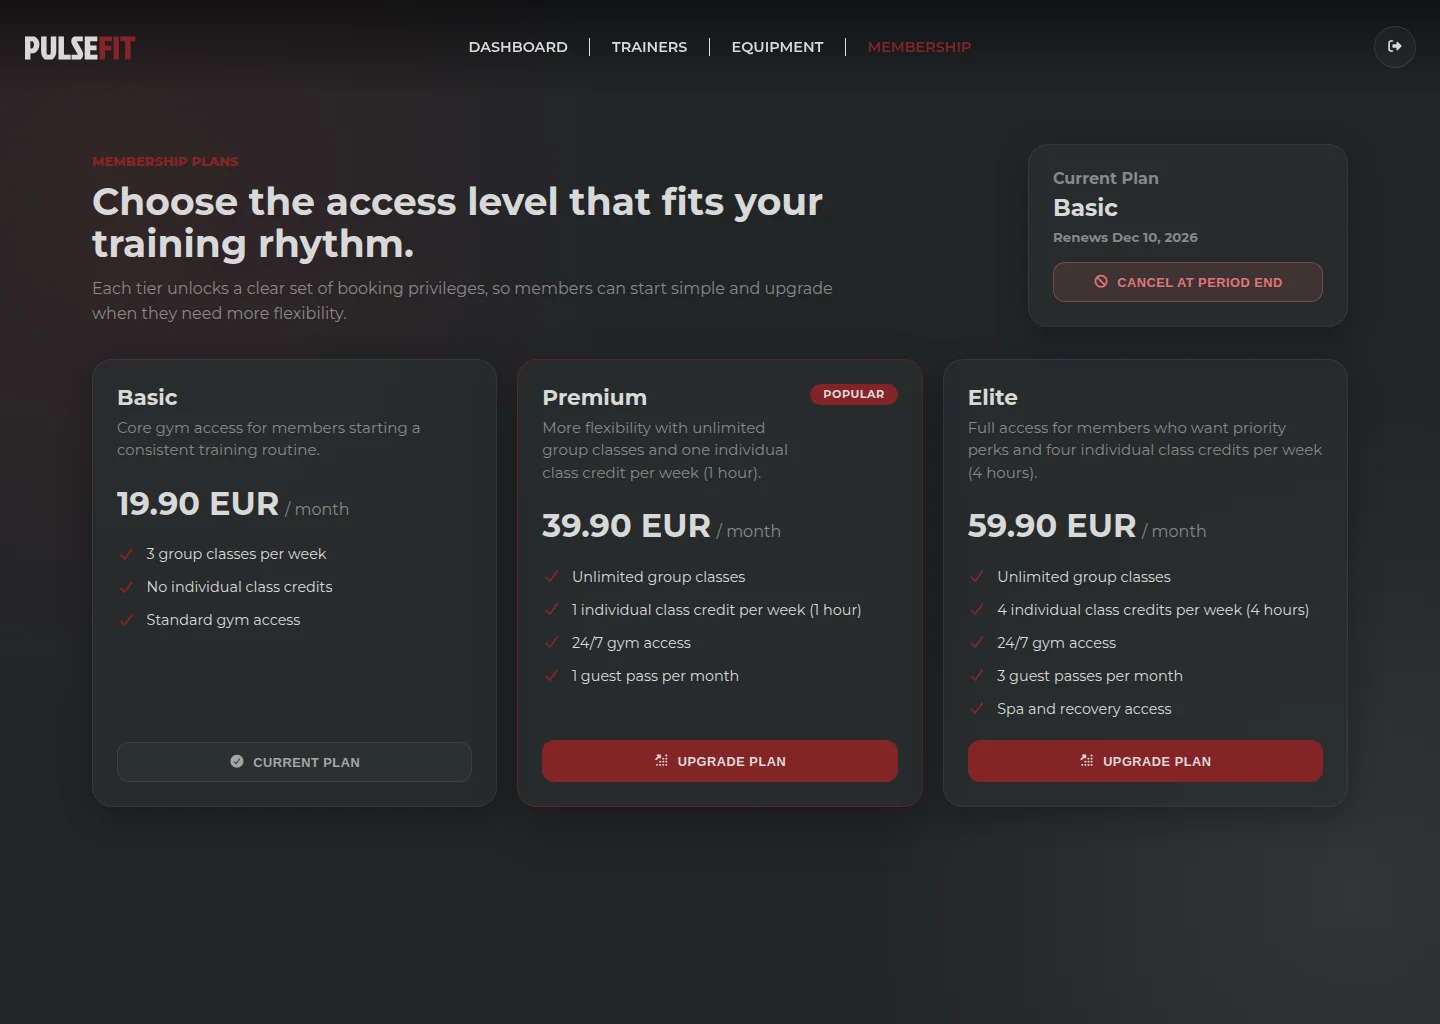 PULSEFIT
DASHBOARD
TRAINERS
EQUIPMENT
MEMBERSHIP
MEMBERSHIP PLANS
Choose the access level that fits your
training rhythm.
Each tier unlocks a clear set of booking privileges, so members can start simple and upgrade
when they need more flexibility.
Current Plan
Basic
Renews Dec 10, 2026
CANCEL AT PERIOD END
Basic
Core gym access for members starting a
consistent training routine.
19.90 EUR / month
3 group classes per week
No individual class credits
Standard gym access
CURRENT PLAN
Premium
POPULAR
More flexibility with unlimited
group classes and one individual
class credit per week (1 hour).
39.90 EUR / month
Unlimited group classes
1 individual class credit per week (1 hour)
24/7 gym access
1 guest pass per month
UPGRADE PLAN
Elite
Full access for members who want priority
perks and four individual class credits per week
(4 hours).
59.90 EUR / month
Unlimited group classes
4 individual class credits per week (4 hours)
24/7 gym access
3 guest passes per month
Spa and recovery access
UPGRADE PLAN